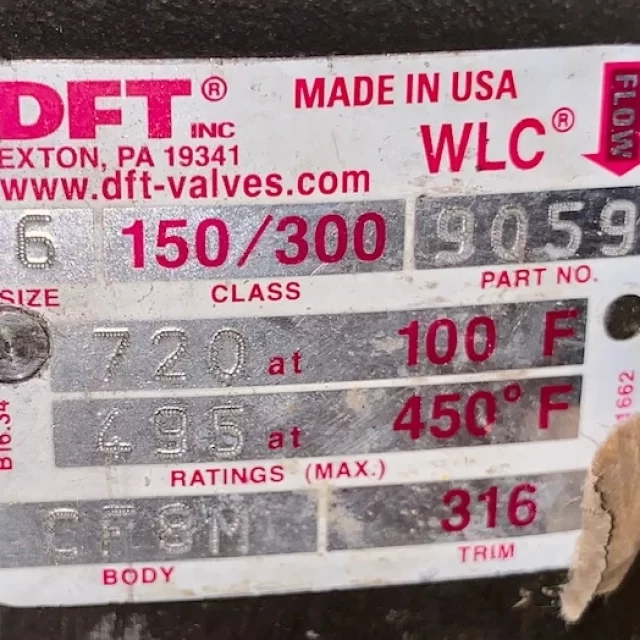 DFT® INC
MADE IN USA
FLOW
EXTON, PA 19341
WLC®
www.dft-valves.com
6 150/300 9059
SIZE CLASS PART NO.
720 at 100 F
495 at 450° F
B16.34
1662
RATINGS (MAX.)
CF8M 316
BODY TRIM